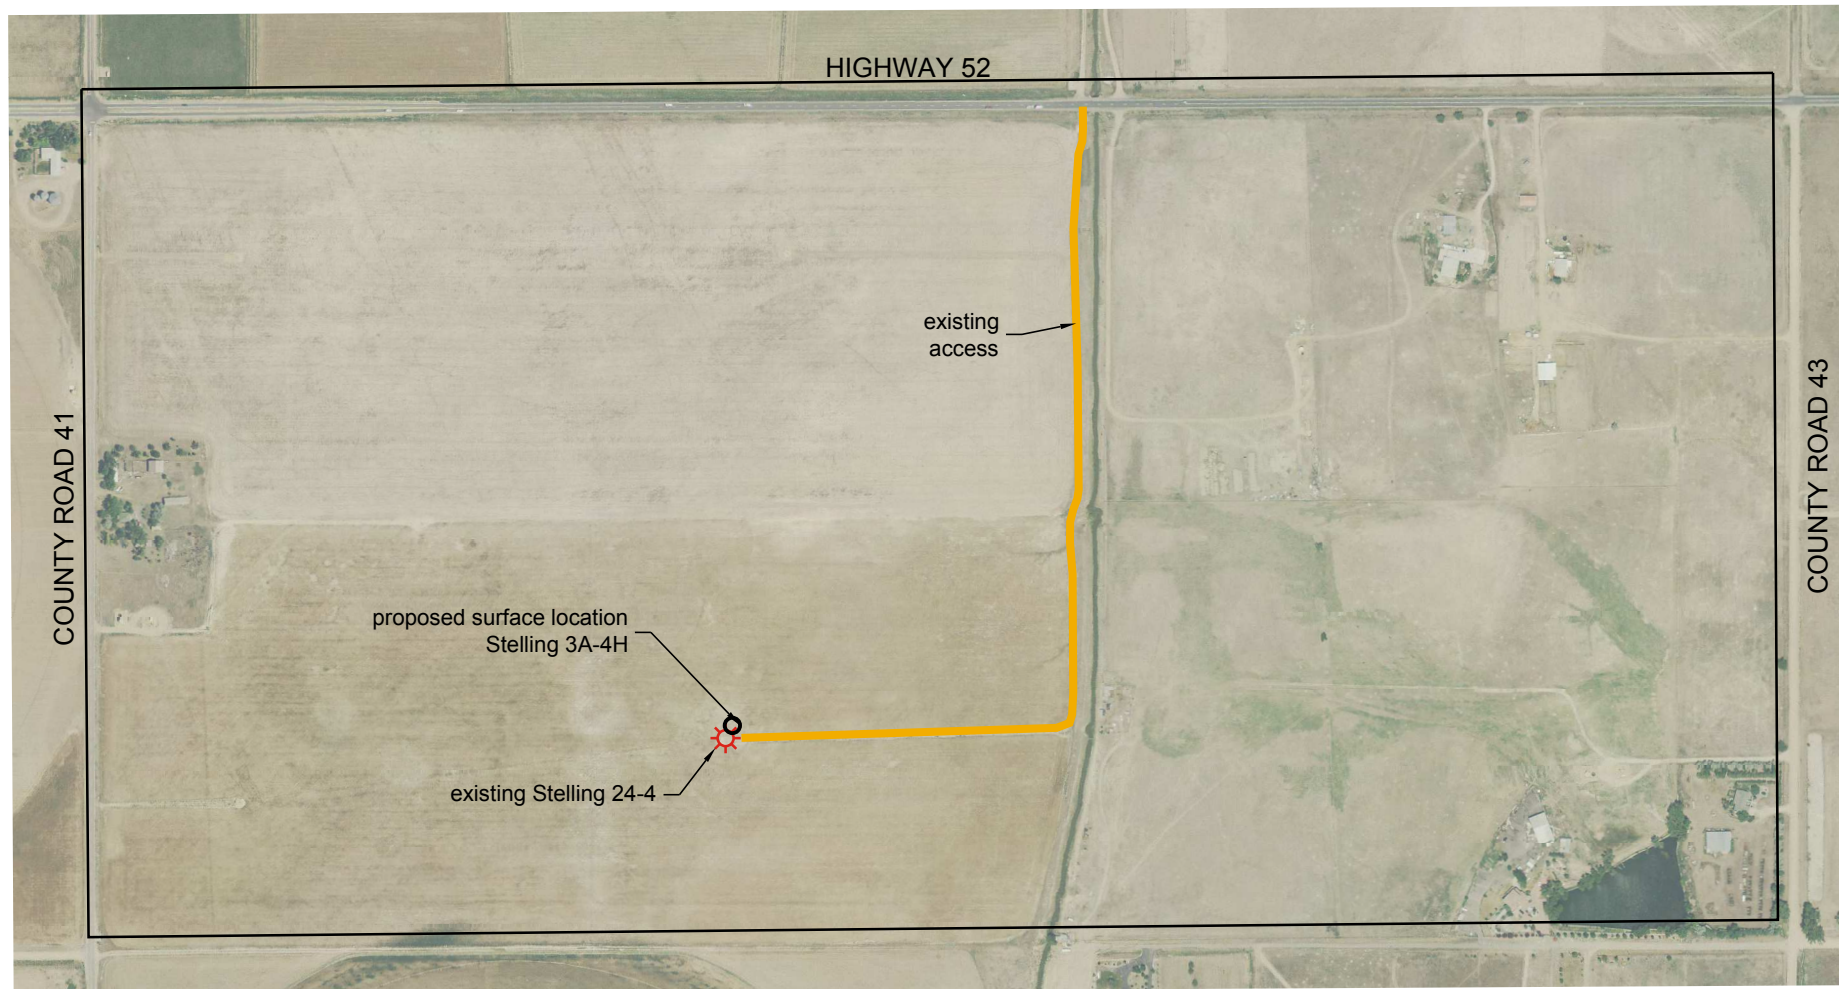 HIGHWAY 52
existing
access
COUNTY ROAD 41
COUNTY ROAD 43
proposed surface location
Stelling 3A-4H
existing Stelling 24-4